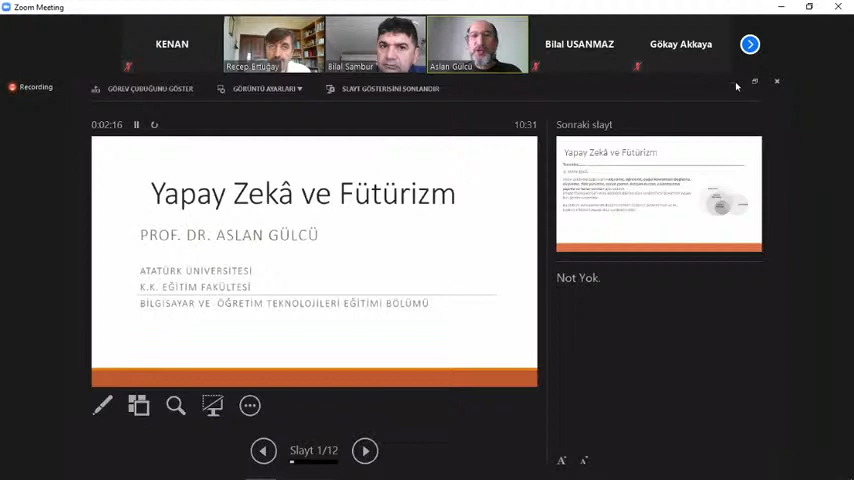 Zoom Meeting
KENAN
Recep Ertuğay
Bilal Sambur
Aslan Gülcü
Bilal USANMAZ
Gökay Akkaya
Recording
GÖREV ÇUBUĞUNU GÖSTER
GÖRÜNTÜ AYARLARI
SLAYT GÖSTERİSİNİ SONLANDIR
0:02:16
10:31
Sonraki slayt
Yapay Zekâ ve Fütürizm
PROF. DR. ASLAN GÜLCÜ
ATATÜRK ÜNİVERSİTESİ
K.K. EĞİTİM FAKÜLTESİ
BİLGİSAYAR VE ÖĞRETİM TEKNOLOJİLERİ EĞİTİMİ BÖLÜMÜ
Yapay Zekâ ve Fütürizm
Not Yok.
Slayt 1/12
A
A